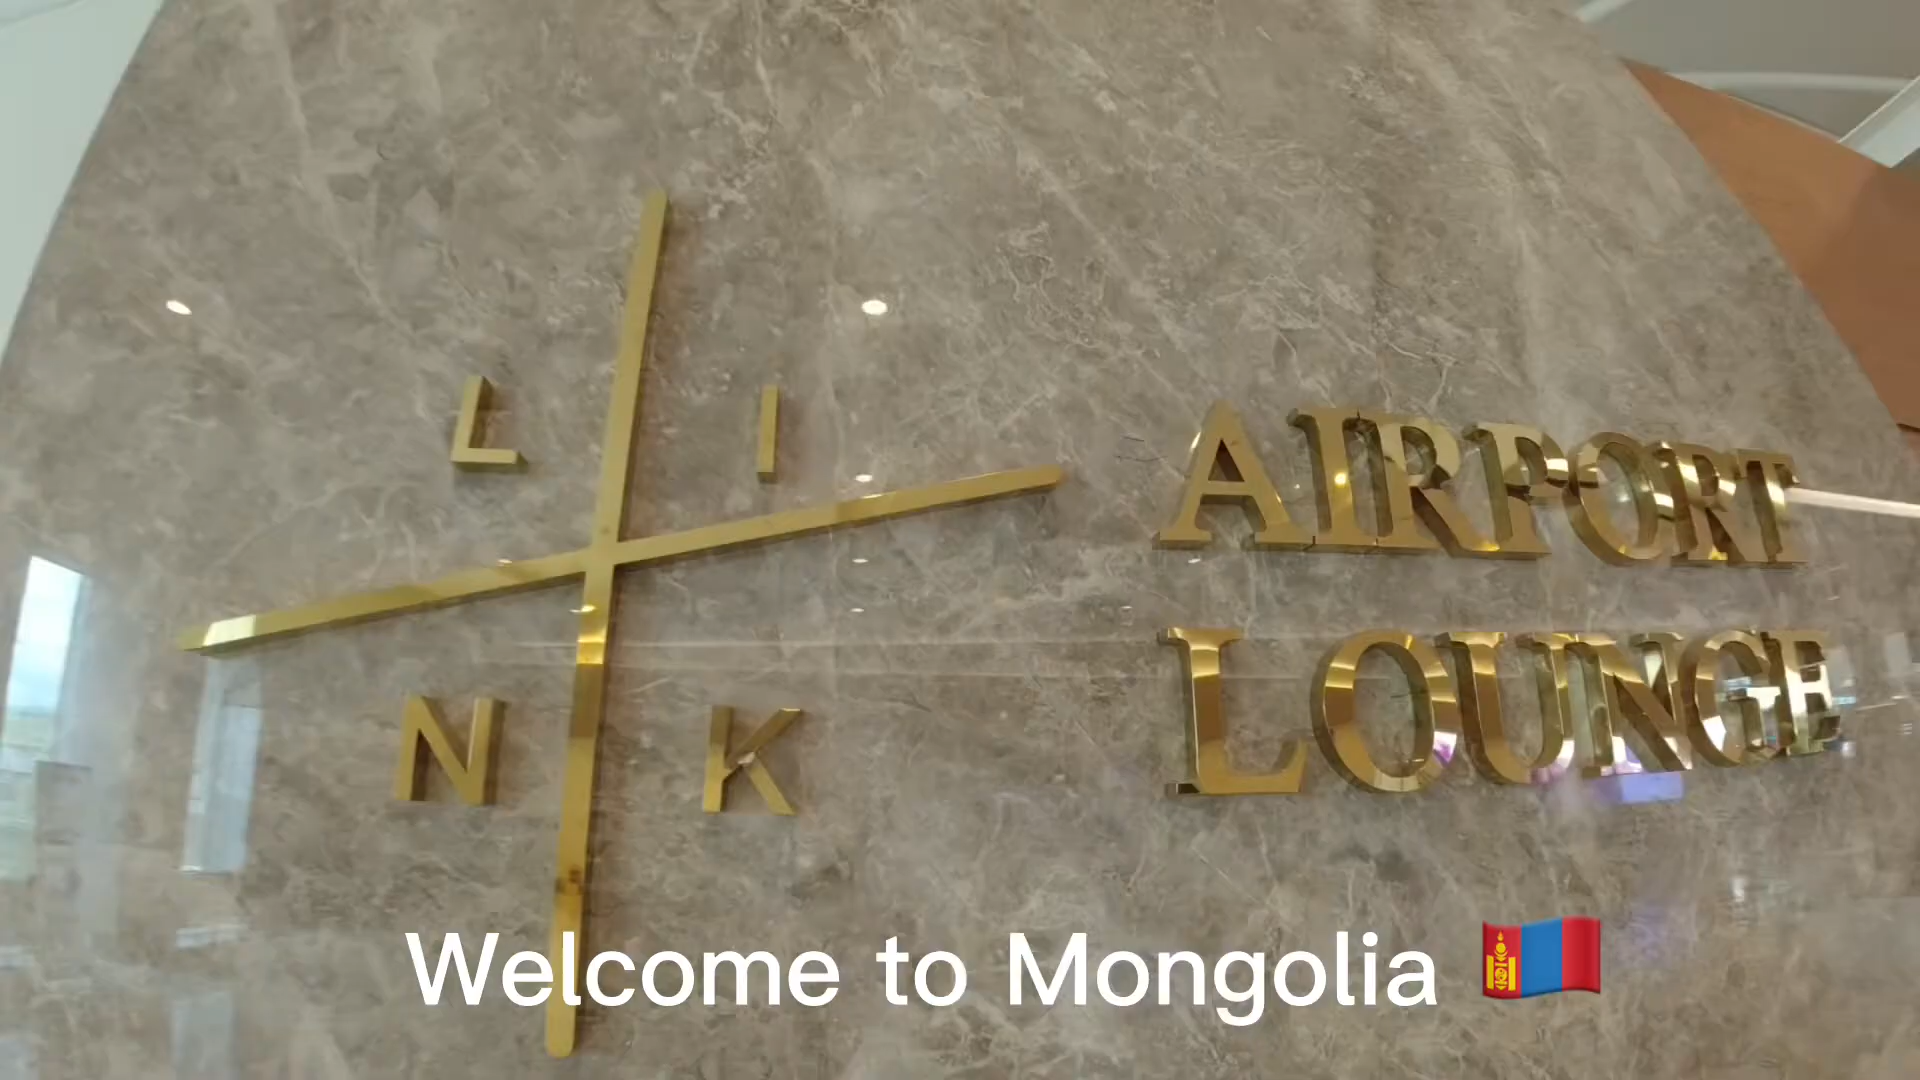 L I
N K
AIRPORT
LOUNGE
Welcome to Mongolia 🇲🇳